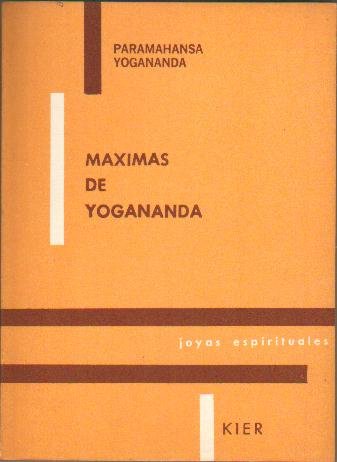 PARAMAHANSA
YOGANANDA
MAXIMAS
DE
YOGANANDA
joyas espirituales
KIER